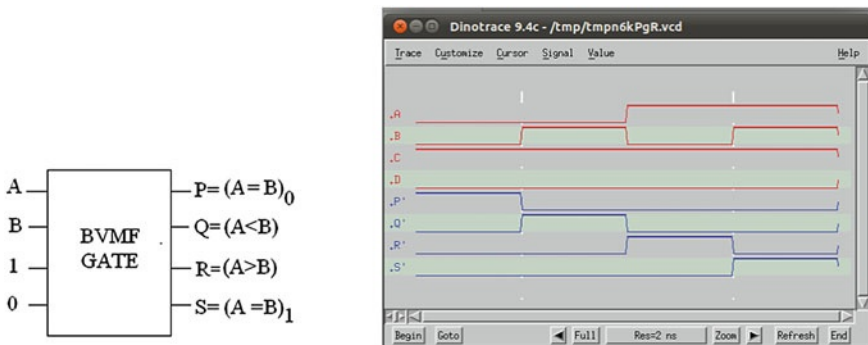 A
B
1
0
BVMF
GATE
P= (A= B)0
Q=(A<B)
R=(A>B)
S=(A =B)1
Dinotrace 9.4c - /tmp/tmpn6kPgR.vcd
Trace Customize Cursor Signal Value Help
.A
.B
.C
.D
.P'
.Q'
.R'
.S'
Begin Goto Full Res=2 ns Zoom Refresh End